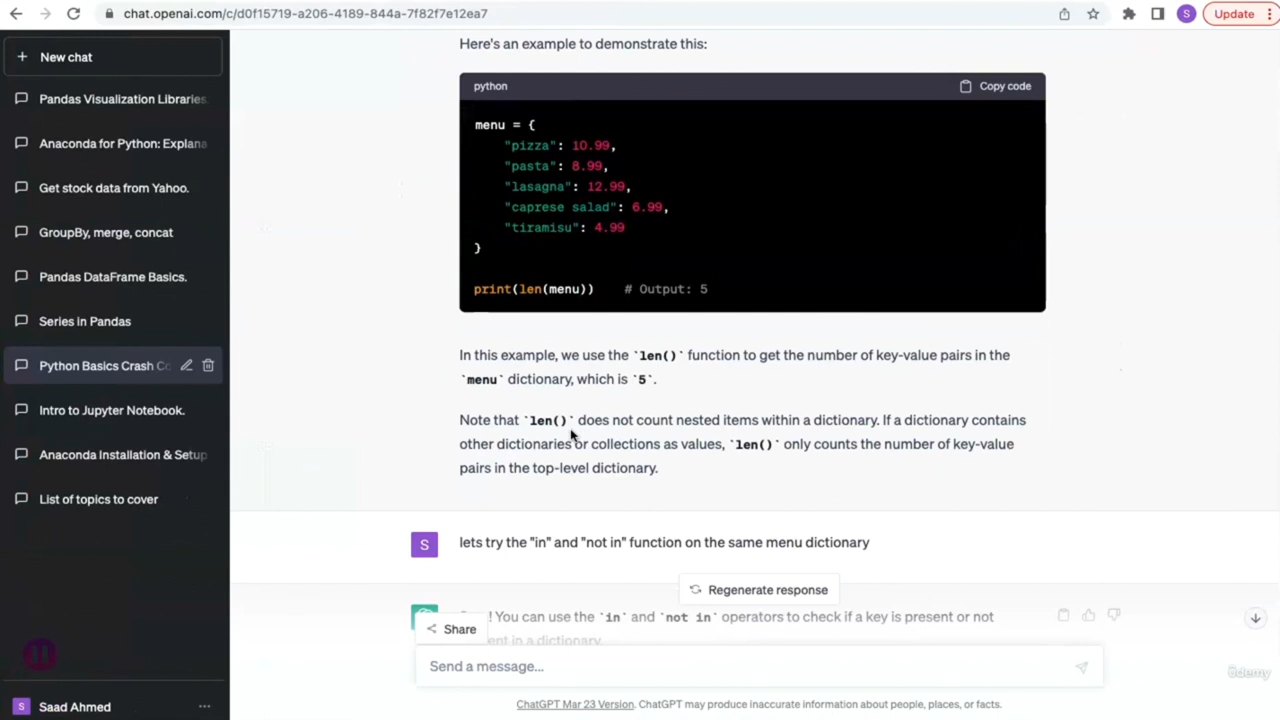 chat.openai.com/c/d0f15719-a206-4189-844a-7f82f7e12ea7
S
Update
New chat
Pandas Visualization Libraries.
Anaconda for Python: Explana
Get stock data from Yahoo.
GroupBy, merge, concat
Pandas DataFrame Basics.
Series in Pandas
Python Basics Crash Co
Intro to Jupyter Notebook.
Anaconda Installation & Setup
List of topics to cover
S Saad Ahmed ...
Here's an example to demonstrate this:
python Copy code
menu = {
"pizza": 10.99,
"pasta": 8.99,
"lasagna": 12.99,
"caprese salad": 6.99,
"tiramisu": 4.99
}
print(len(menu)) # Output: 5
In this example, we use the `len()` function to get the number of key-value pairs in the
`menu` dictionary, which is `5`.
Note that `len()` does not count nested items within a dictionary. If a dictionary contains
other dictionaries or collections as values, `len()` only counts the number of key-value
pairs in the top-level dictionary.
S lets try the "in" and "not in" function on the same menu dictionary
Regenerate response
! You can use the `in` and `not in` operators to check if a key is present or not
ent in a dictionary.
Share
Send a message...
ChatGPT Mar 23 Version. ChatGPT may produce inaccurate information about people, places, or facts.
ûdemy